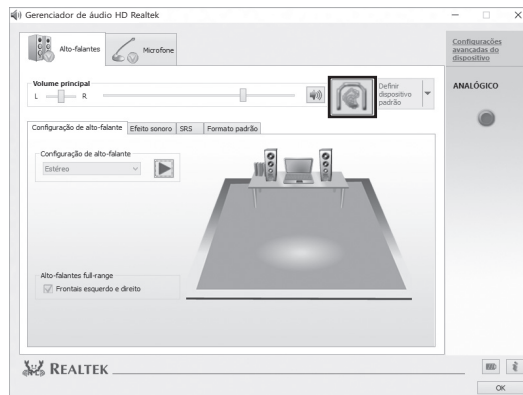 Gerenciador de áudio HD Realtek
Alto-falantes
Microfone
Configurações
avançadas do
dispositivo
Volume principal
L
R
Definir
dispositivo
padrão
ANALÓGICO
Configuração de alto-falante
Efeito sonoro
SRS
Formato padrão
Configuração de alto-falante
Estéreo
Alto-falantes full-range
Frontais esquerdo e direito
REALTEK
OK